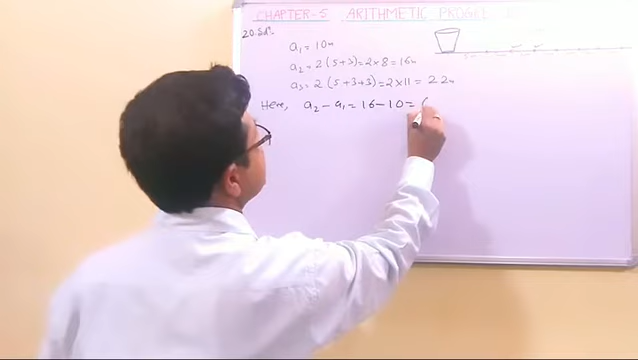 CHAPTER-5 ARITHMETIC PROG
20.Sol?.
a₁ = 10m
a₂ = 2(5+3) = 2×8 = 16m
a₃ = 2(5+3+3) = 2×11 = 22m
Here, a₂ - a₁ = 16 - 10 =